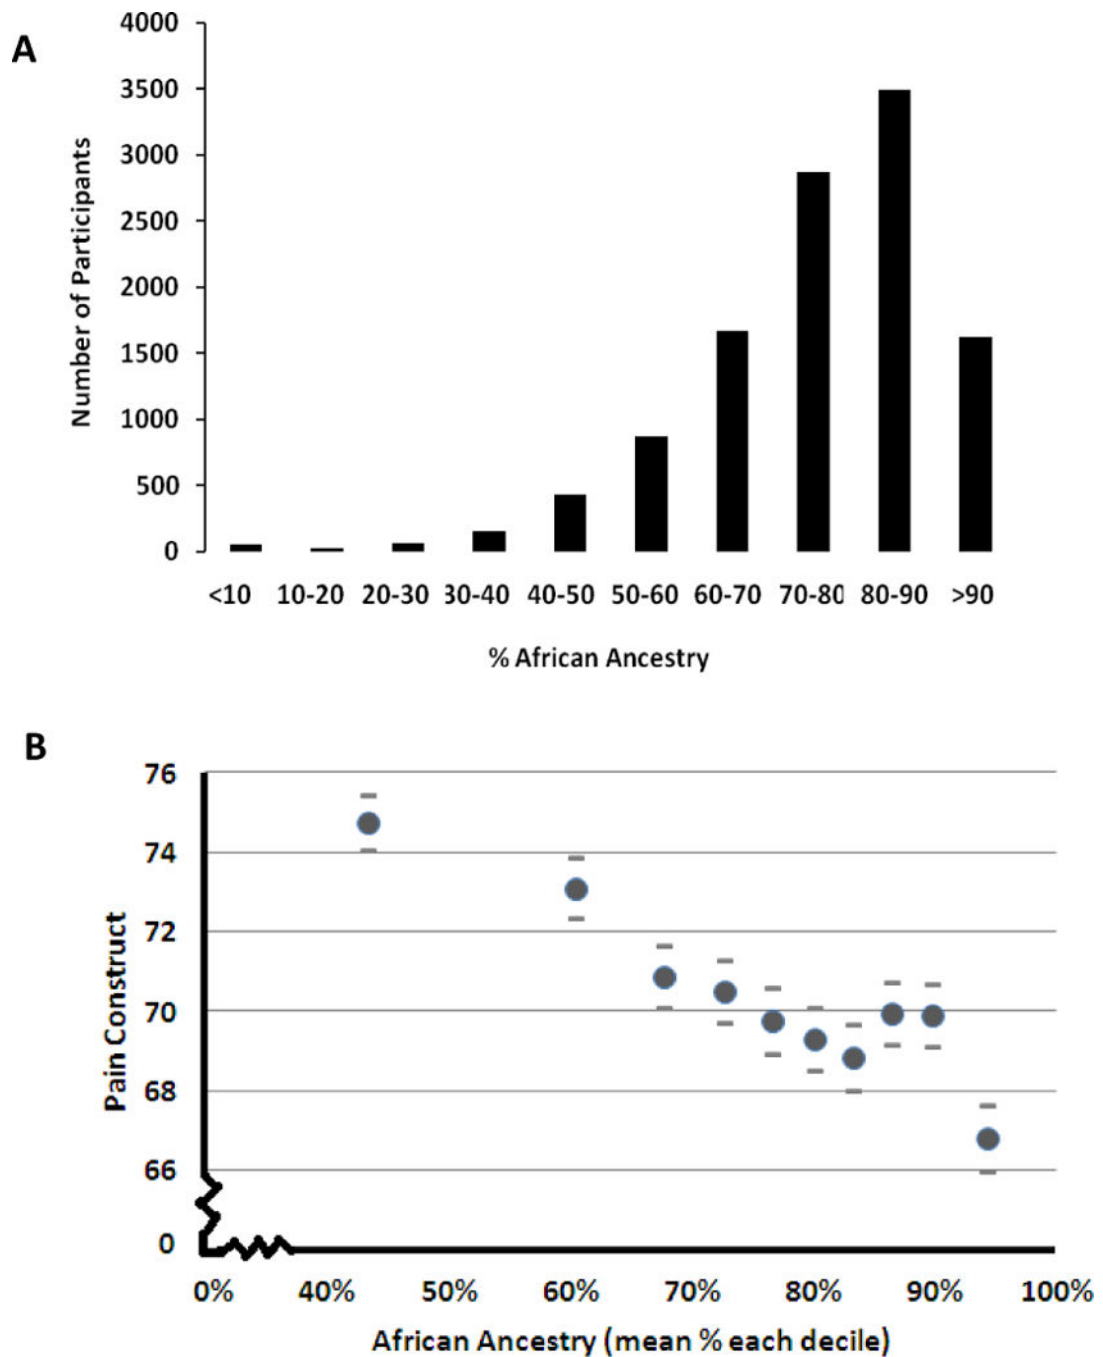 A
4000
3500
3000
2500
2000
1500
1000
500
0
Number of Participants
<10 10-20 20-30 30-40 40-50 50-60 60-70 70-80 80-90 >90
% African Ancestry
B
76
74
72
70
68
66
0
Pain Construct
0% 40% 50% 60% 70% 80% 90% 100%
African Ancestry (mean % each decile)